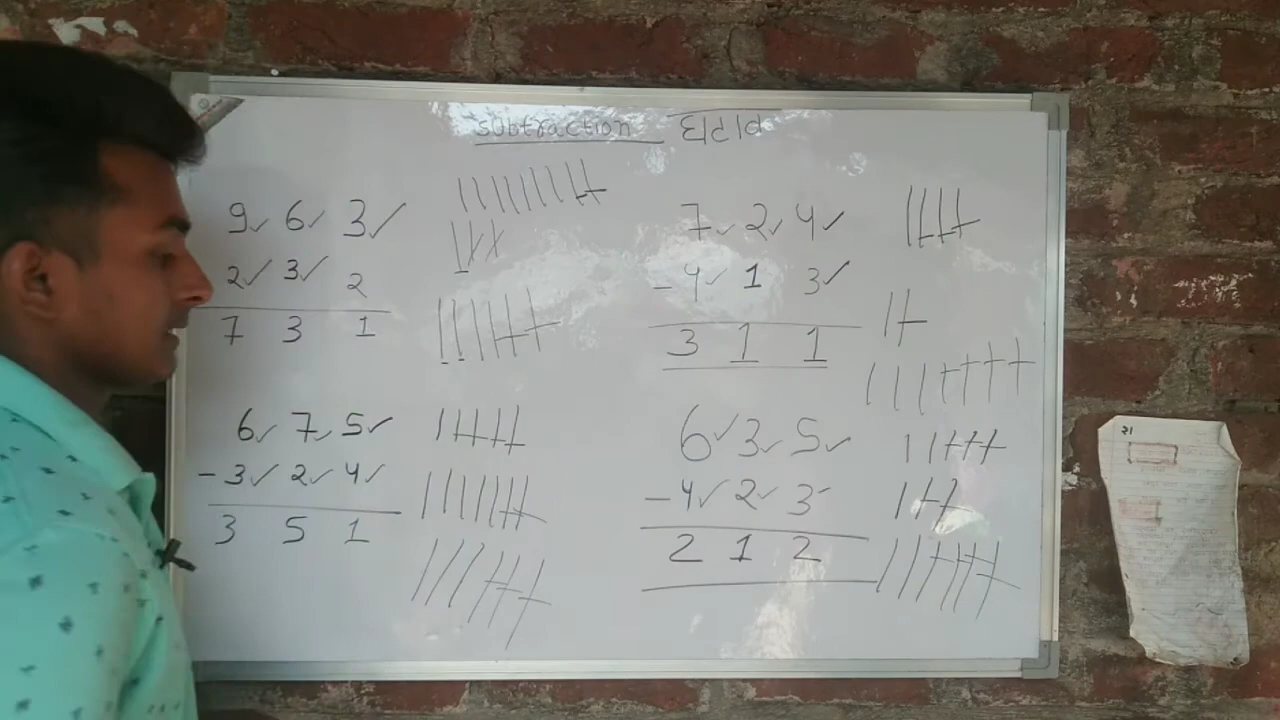 subtraction घटाव
9✓ 6✓ 3✓
2✓ 3✓ 2
7 3 1
7✓ 2✓ 4✓
- 4✓ 1 3✓
3 1 1
6✓ 7✓ 5✓
- 3✓ 2✓ 4✓
3 5 1
6✓ 3✓ 5✓
- 4✓ 2✓ 3
2 1 2